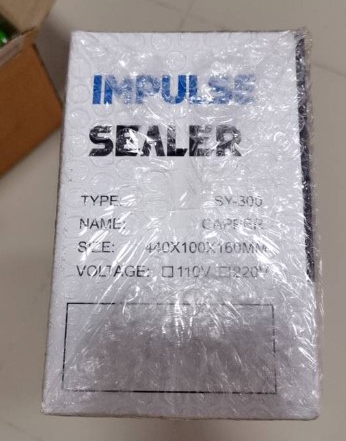 IMPULSE
SEALER
TYPE: SY-300
NAME: CAPPER
SIZE: 440X100X160MM
VOLTAGE: ☐110V ☐220V